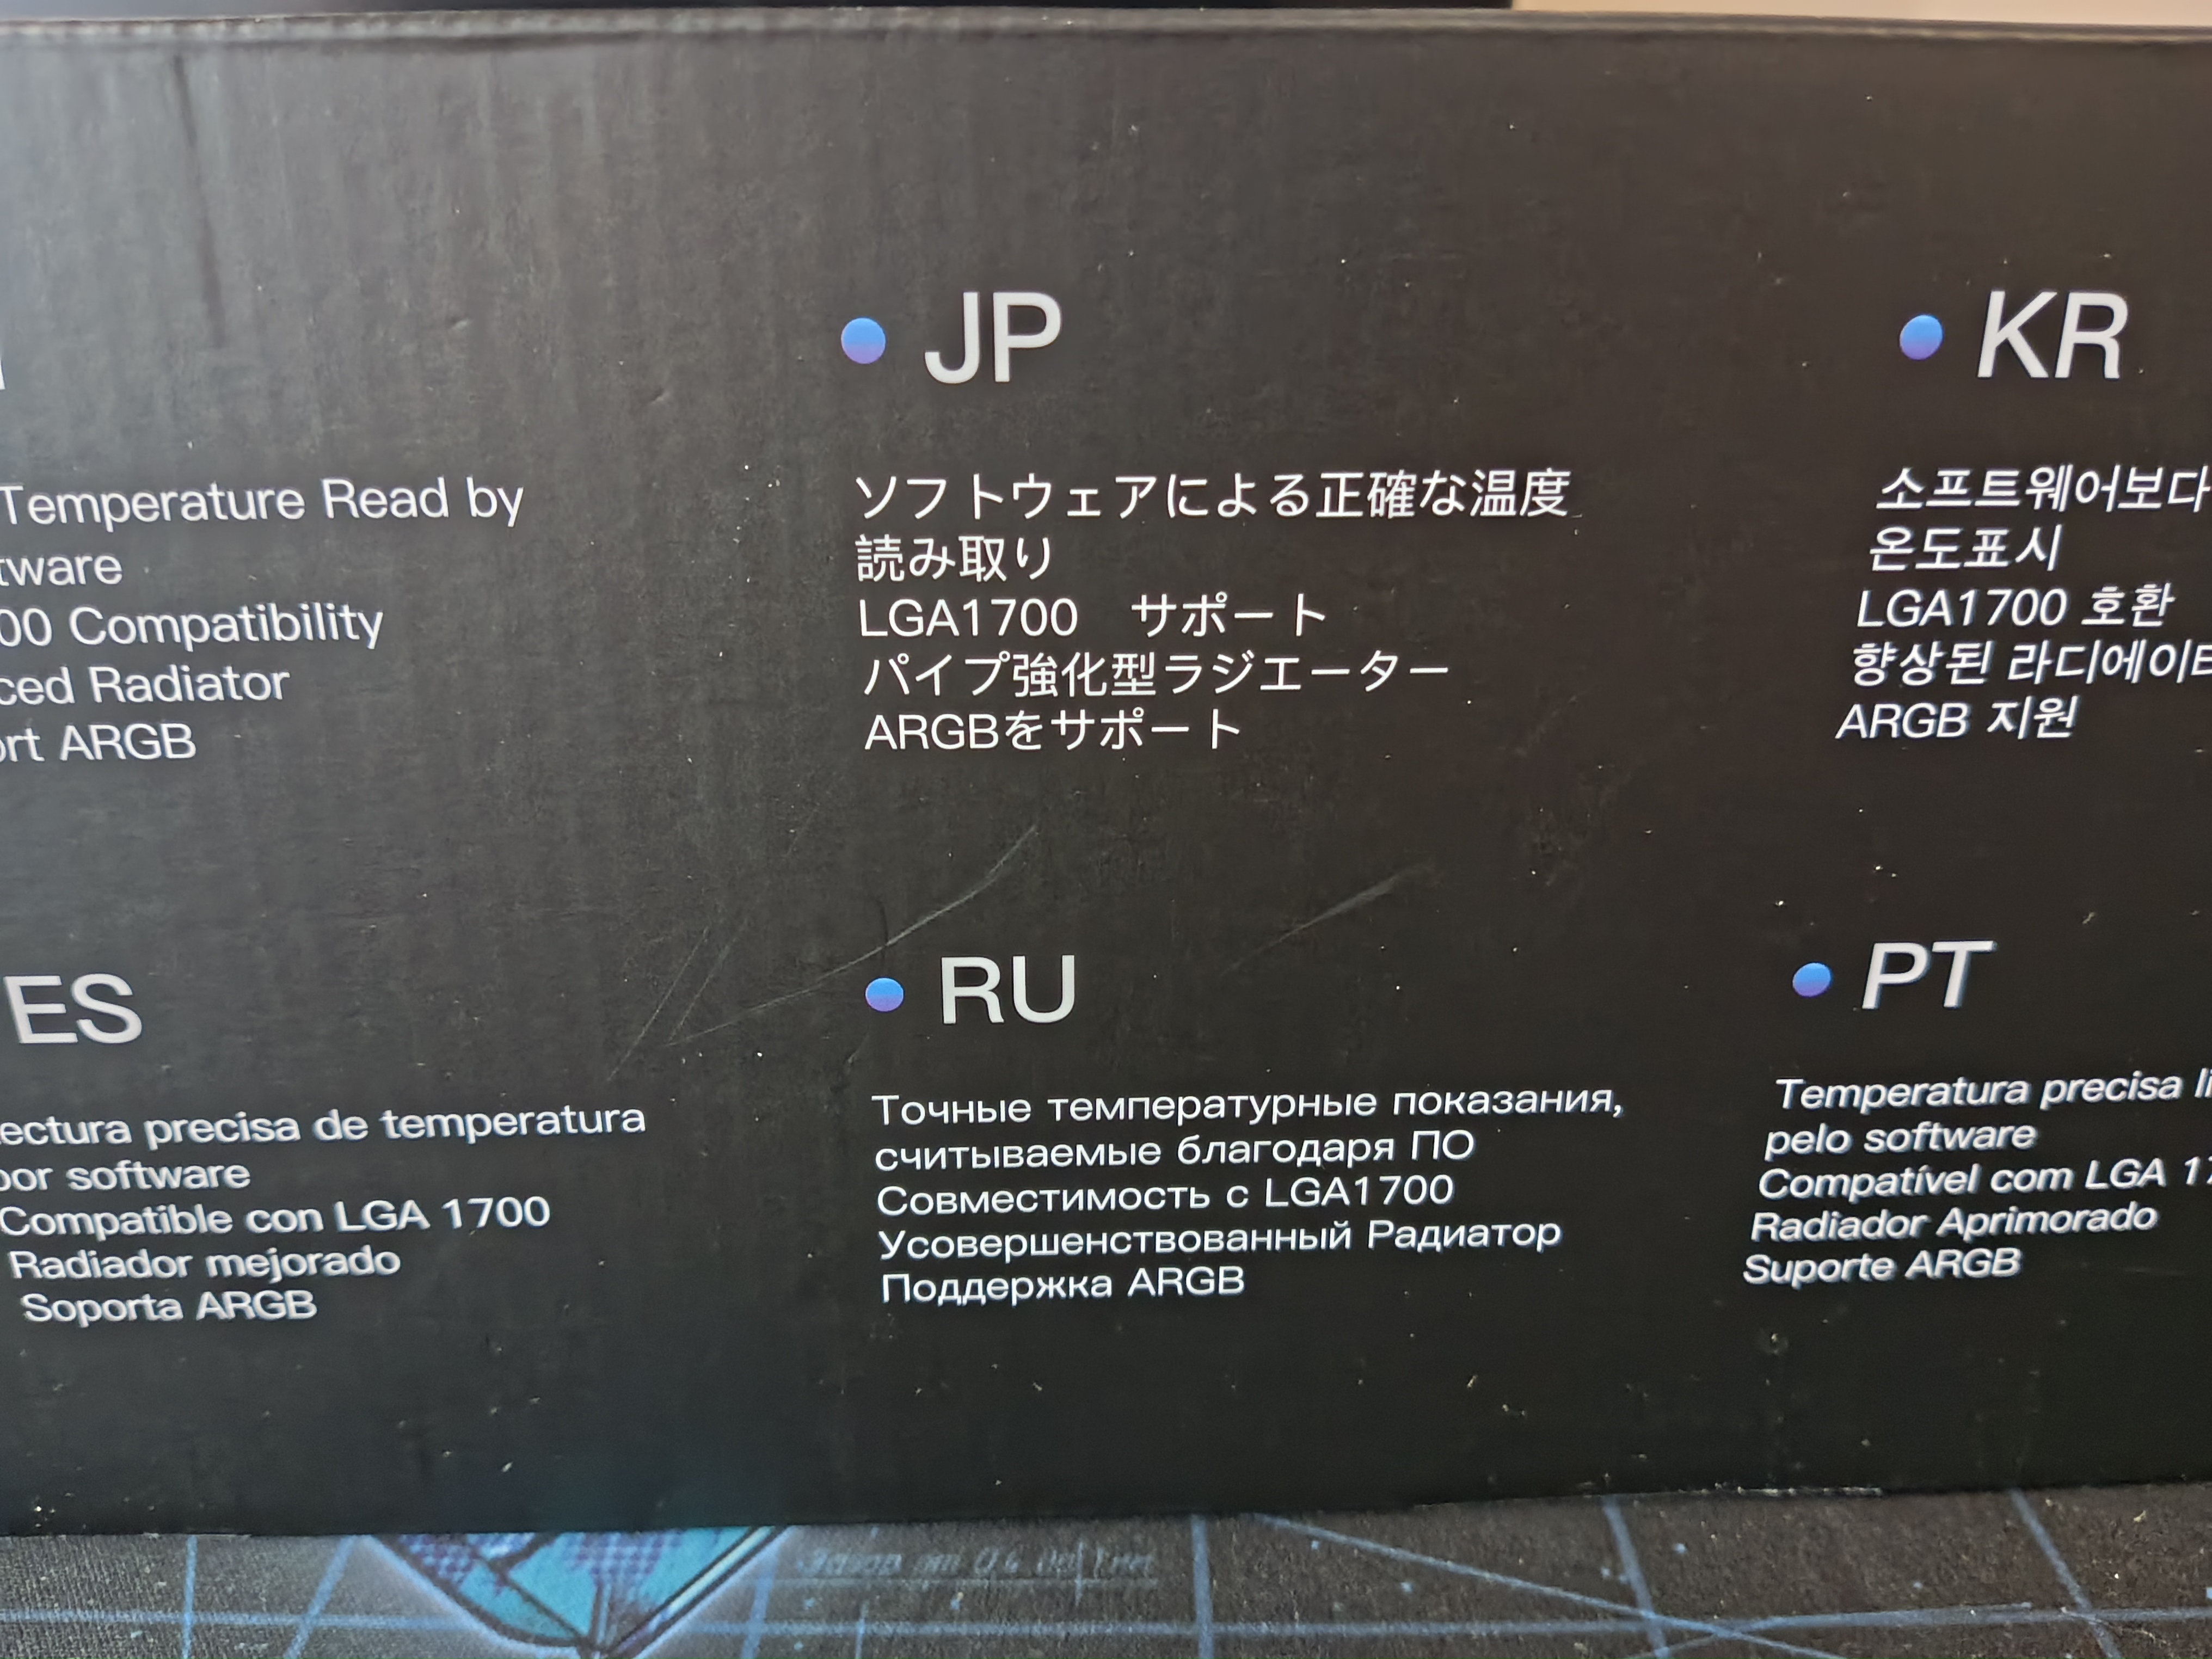 Temperature Read by
tware
00 Compatibility
ced Radiator
ort ARGB
JP
ソフトウェアによる正確な温度
読み取り
LGA1700　サポート
パイプ強化型ラジエーター
ARGBをサポート
KR
소프트웨어보다
온도표시
LGA1700 호환
향상된 라디에이터
ARGB 지원
ES
ectura precisa de temperatura
por software
Compatible con LGA 1700
Radiador mejorado
Soporta ARGB
RU
Точные температурные показания,
считываемые благодаря ПО
Совместимость с LGA1700
Усовершенствованный Радиатор
Поддержка ARGB
PT
Temperatura precisa li
pelo software
Compatível com LGA 17
Radiador Aprimorado
Suporte ARGB